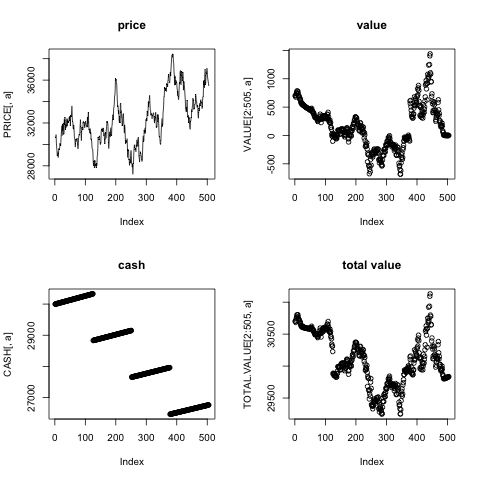 price
PRICE[, a]
28000 32000 36000
0 100 200 300 400 500
Index
value
VALUE[2:505, a]
-500 0 500 1000
0 100 200 300 400 500
Index
cash
CASH[, a]
27000 29000
0 100 200 300 400 500
Index
total value
TOTAL.VALUE[2:505, a]
29500 30500
0 100 200 300 400 500
Index